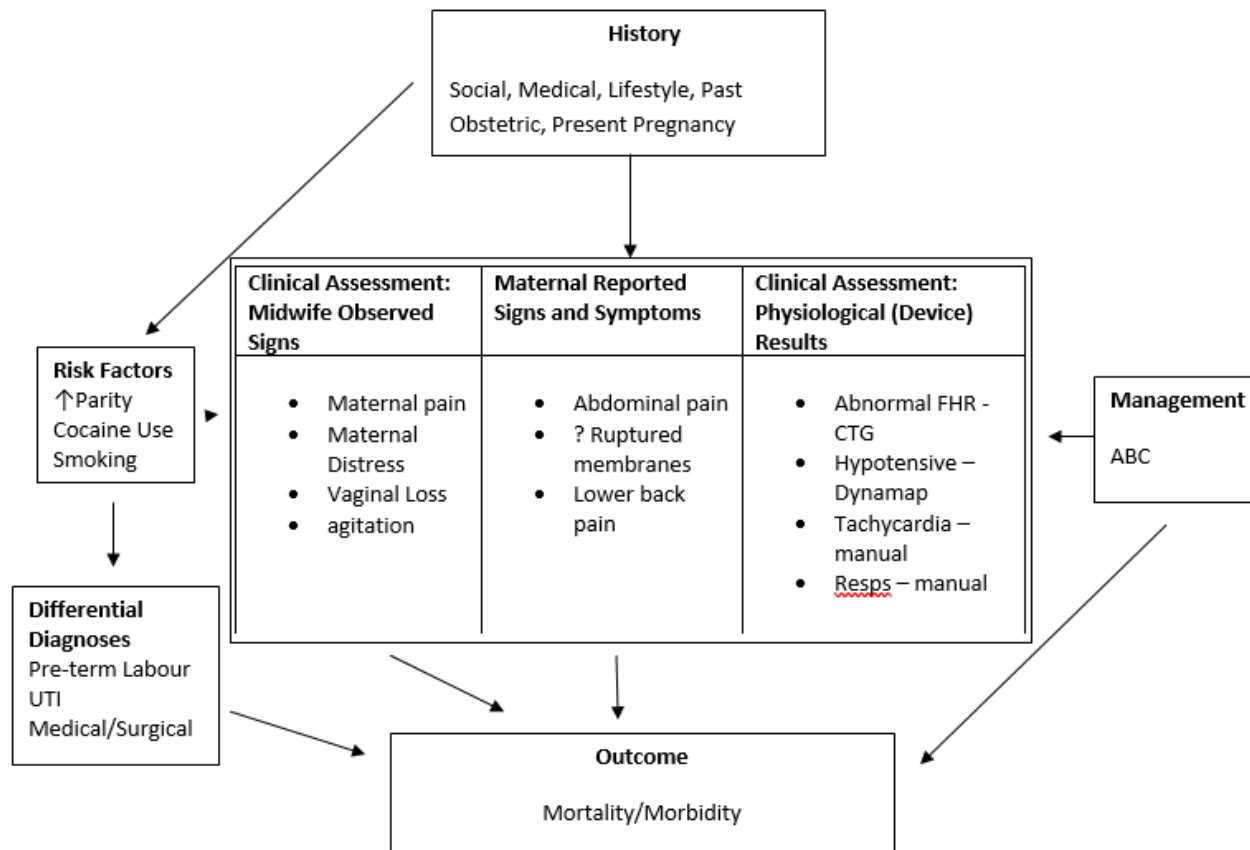 History
Social, Medical, Lifestyle, Past
Obstetric, Present Pregnancy
Clinical Assessment:
Midwife Observed
Signs
Maternal Reported
Signs and Symptoms
Clinical Assessment:
Physiological (Device)
Results
Risk Factors
↑Parity
Cocaine Use
Smoking
• Maternal pain
• Maternal
Distress
• Vaginal Loss
• agitation
• Abdominal pain
• ? Ruptured
membranes
• Lower back
pain
• Abnormal FHR -
CTG
• Hypotensive –
Dynamap
• Tachycardia –
manual
• Resps – manual
Management
ABC
Differential
Diagnoses
Pre-term Labour
UTI
Medical/Surgical
Outcome
Mortality/Morbidity